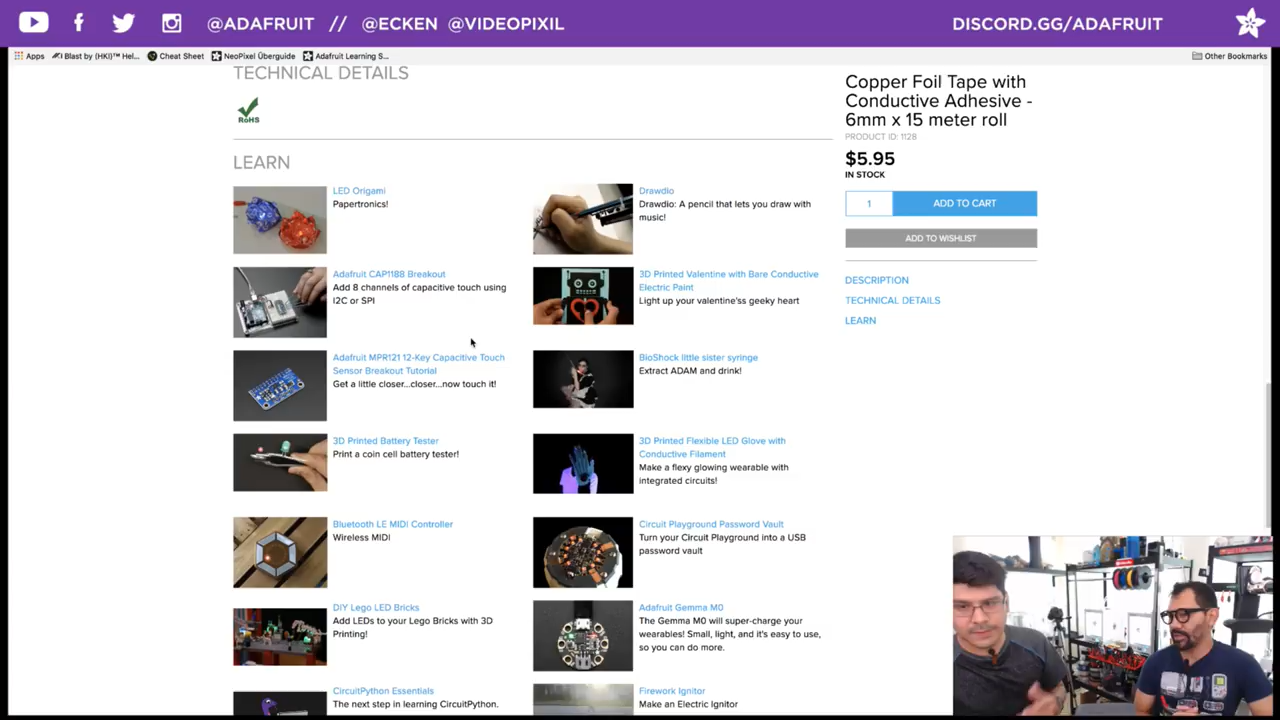 @ADAFRUIT // @ECKEN @VIDEOPIXIL
DISCORD.GG/ADAFRUIT
Apps
Blast by (HKI)™ Hel...
Cheat Sheet
NeoPixel Überguide
Adafruit Learning S...
Other Bookmarks
TECHNICAL DETAILS
RoHS
LEARN
LED Origami
Papertronics!
Drawdio
Drawdio: A pencil that lets you draw with
music!
Adafruit CAP1188 Breakout
Add 8 channels of capacitive touch using
I2C or SPI
3D Printed Valentine with Bare Conductive
Electric Paint
Light up your valentine'ss geeky heart
Adafruit MPR121 12-Key Capacitive Touch
Sensor Breakout Tutorial
Get a little closer...closer...now touch it!
BioShock little sister syringe
Extract ADAM and drink!
3D Printed Battery Tester
Print a coin cell battery tester!
3D Printed Flexible LED Glove with
Conductive Filament
Make a flexy glowing wearable with
integrated circuits!
Bluetooth LE MIDI Controller
Wireless MIDI
Circuit Playground Password Vault
Turn your Circuit Playground into a USB
password vault
DIY Lego LED Bricks
Add LEDs to your Lego Bricks with 3D
Printing!
Adafruit Gemma M0
The Gemma M0 will super-charge your
wearables! Small, light, and it's easy to use,
so you can do more.
CircuitPython Essentials
The next step in learning CircuitPython.
Firework Ignitor
Make an Electric Ignitor
Copper Foil Tape with
Conductive Adhesive -
6mm x 15 meter roll
PRODUCT ID: 1128
$5.95
IN STOCK
1
ADD TO CART
ADD TO WISHLIST
DESCRIPTION
TECHNICAL DETAILS
LEARN